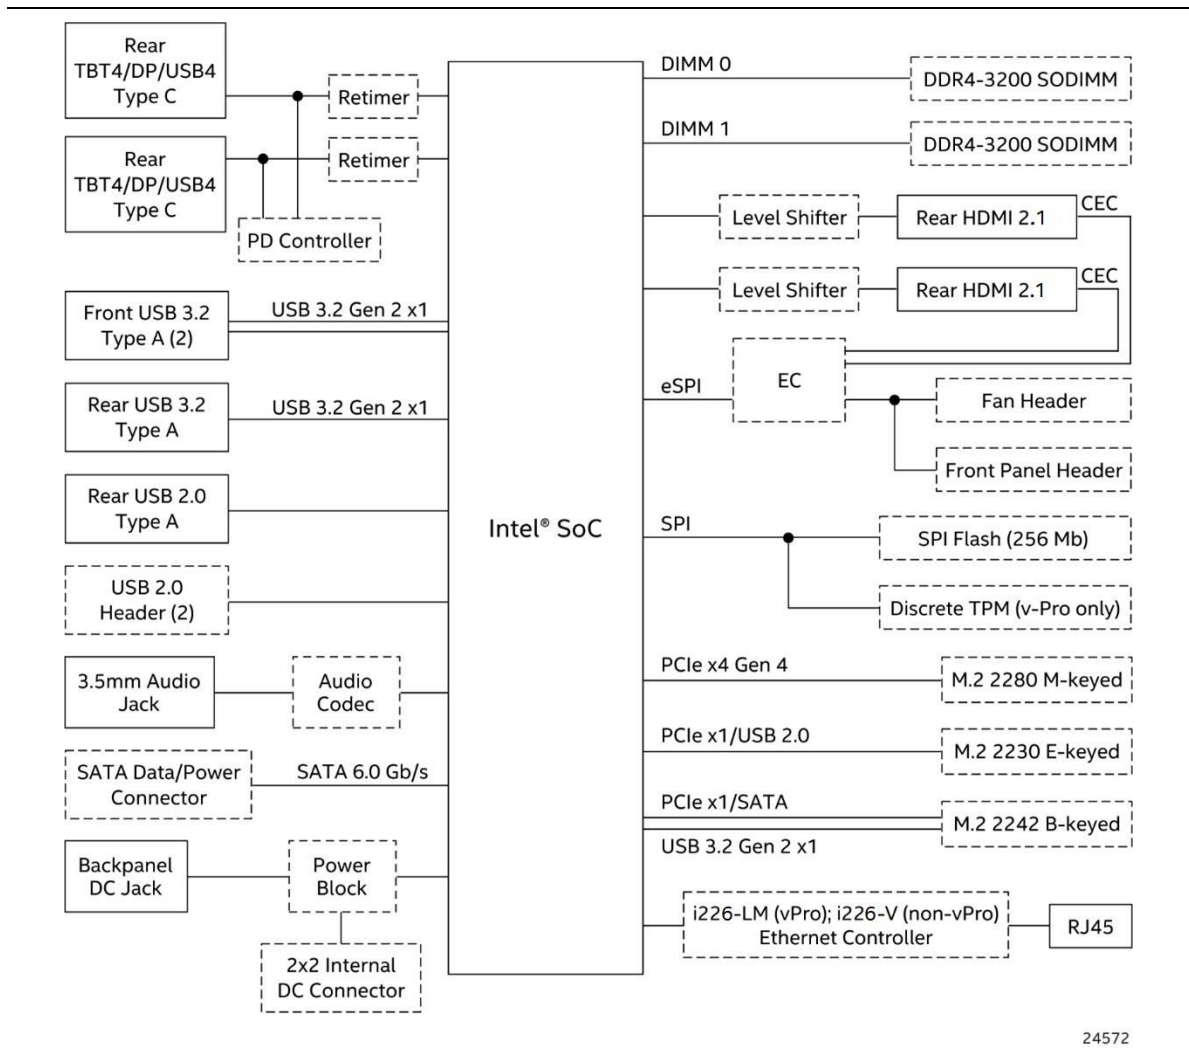 Rear
TBT4/DP/USB4
Type C
Retimer
Rear
TBT4/DP/USB4
Type C
Retimer
PD Controller
Front USB 3.2
Type A (2)
USB 3.2 Gen 2 x1
Rear USB 3.2
Type A
USB 3.2 Gen 2 x1
Rear USB 2.0
Type A
USB 2.0
Header (2)
3.5mm Audio
Jack
Audio
Codec
SATA Data/Power
Connector
SATA 6.0 Gb/s
Backpanel
DC Jack
Power
Block
2x2 Internal
DC Connector
Intel® SoC
DIMM 0
DDR4-3200 SODIMM
DIMM 1
DDR4-3200 SODIMM
Level Shifter
Rear HDMI 2.1
CEC
Level Shifter
Rear HDMI 2.1
CEC
eSPI
EC
Fan Header
Front Panel Header
SPI
SPI Flash (256 Mb)
Discrete TPM (v-Pro only)
PCIe x4 Gen 4
M.2 2280 M-keyed
PCIe x1/USB 2.0
M.2 2230 E-keyed
PCIe x1/SATA
M.2 2242 B-keyed
USB 3.2 Gen 2 x1
i226-LM (vPro); i226-V (non-vPro)
Ethernet Controller
RJ45
24572